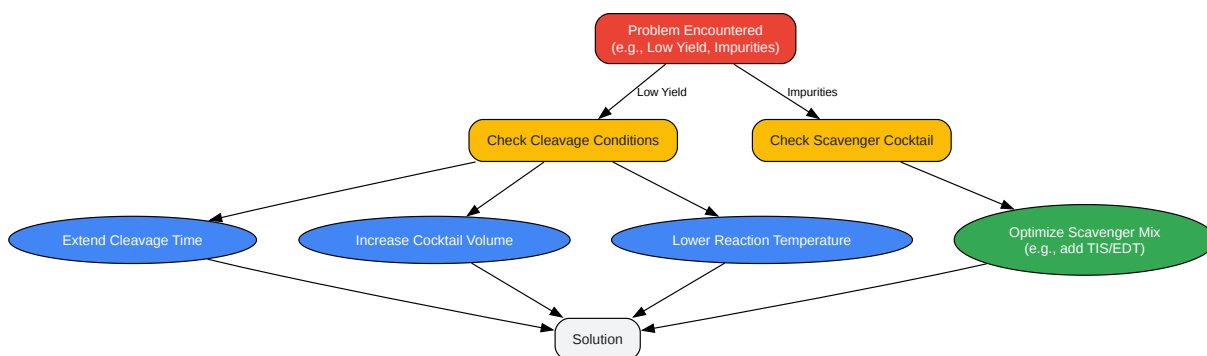 Problem Encountered
(e.g., Low Yield, Impurities)
Low Yield
Impurities
Check Cleavage Conditions
Check Scavenger Cocktail
Extend Cleavage Time
Increase Cocktail Volume
Lower Reaction Temperature
Optimize Scavenger Mix
(e.g., add TIS/EDT)
Solution